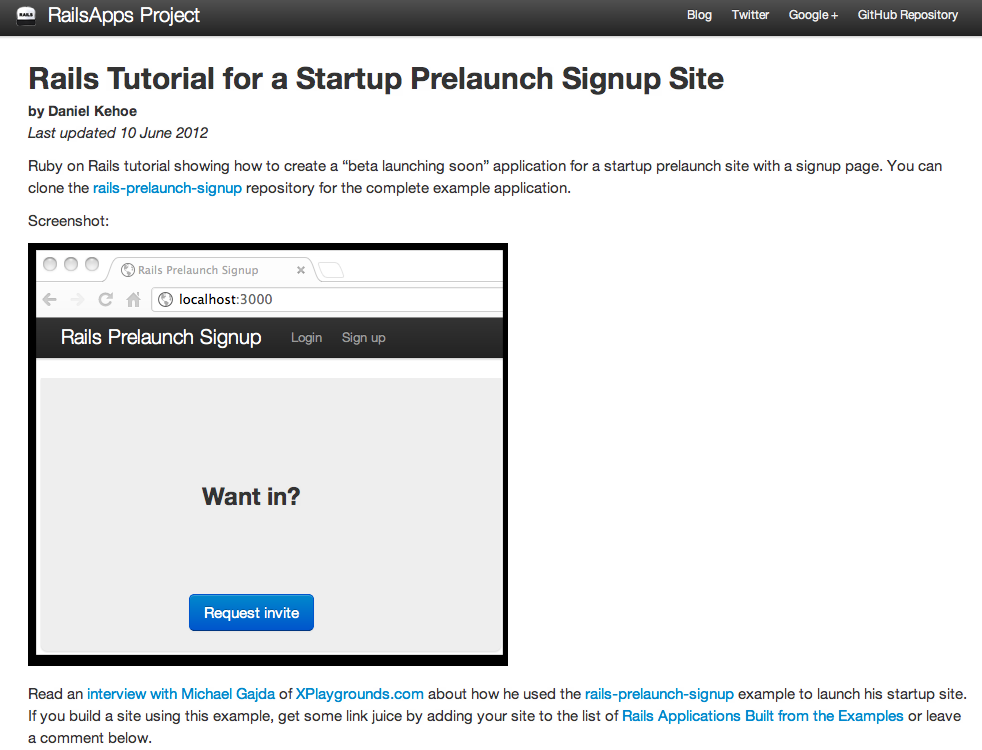 RAILS
RailsApps Project
Blog Twitter Google + GitHub Repository
Rails Tutorial for a Startup Prelaunch Signup Site
by Daniel Kehoe
Last updated 10 June 2012
Ruby on Rails tutorial showing how to create a “beta launching soon” application for a startup prelaunch site with a signup page. You can
clone the rails-prelaunch-signup repository for the complete example application.
Screenshot:
Rails Prelaunch Signup
localhost:3000
Rails Prelaunch Signup Login Sign up
Want in?
Request invite
Read an interview with Michael Gajda of XPlaygrounds.com about how he used the rails-prelaunch-signup example to launch his startup site.
If you build a site using this example, get some link juice by adding your site to the list of Rails Applications Built from the Examples or leave
a comment below.